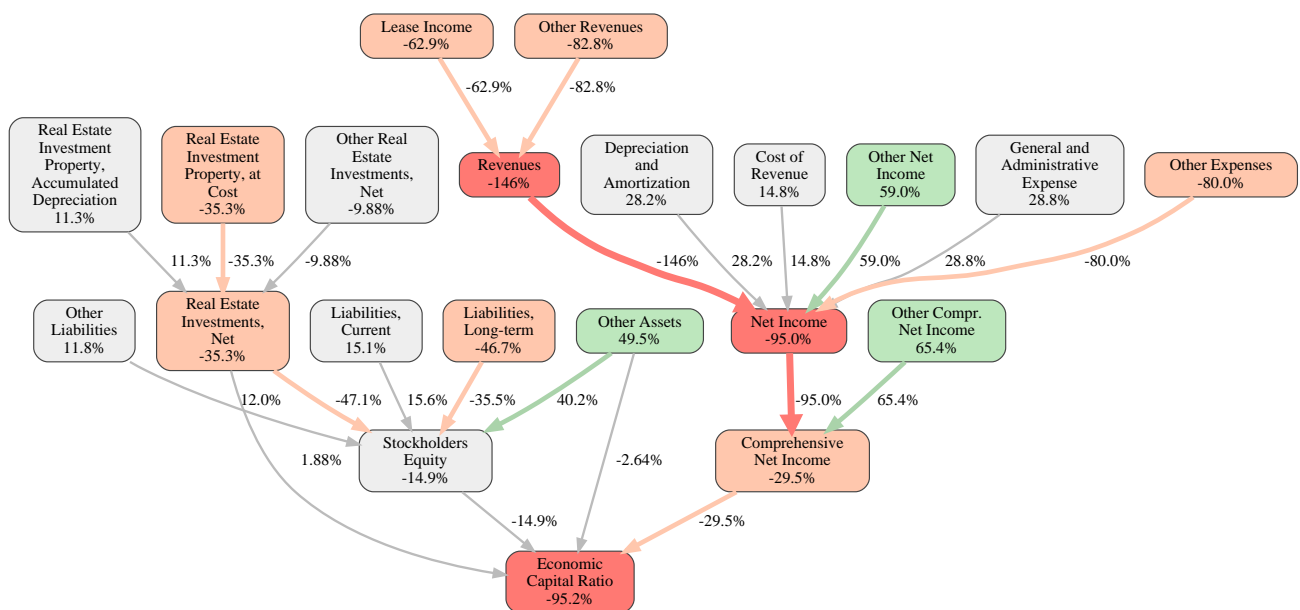 Lease Income
-62.9%
Other Revenues
-82.8%
-62.9%
-82.8%
Real Estate
Investment
Property,
Accumulated
Depreciation
11.3%
Real Estate
Investment
Property, at
Cost
-35.3%
Other Real
Estate
Investments,
Net
-9.88%
Revenues
-146%
Depreciation
and
Amortization
28.2%
Cost of
Revenue
14.8%
Other Net
Income
59.0%
General and
Administrative
Expense
28.8%
Other Expenses
-80.0%
11.3%
-35.3%
-9.88%
-146%
28.2%
14.8%
59.0%
28.8%
-80.0%
Other
Liabilities
11.8%
Real Estate
Investments,
Net
-35.3%
Liabilities,
Current
15.1%
Liabilities,
Long-term
-46.7%
Other Assets
49.5%
Net Income
-95.0%
Other Compr.
Net Income
65.4%
12.0%
-47.1%
15.6%
-35.5%
40.2%
-95.0%
65.4%
Stockholders
Equity
-14.9%
Comprehensive
Net Income
-29.5%
1.88%
-2.64%
-14.9%
-29.5%
Economic
Capital Ratio
-95.2%